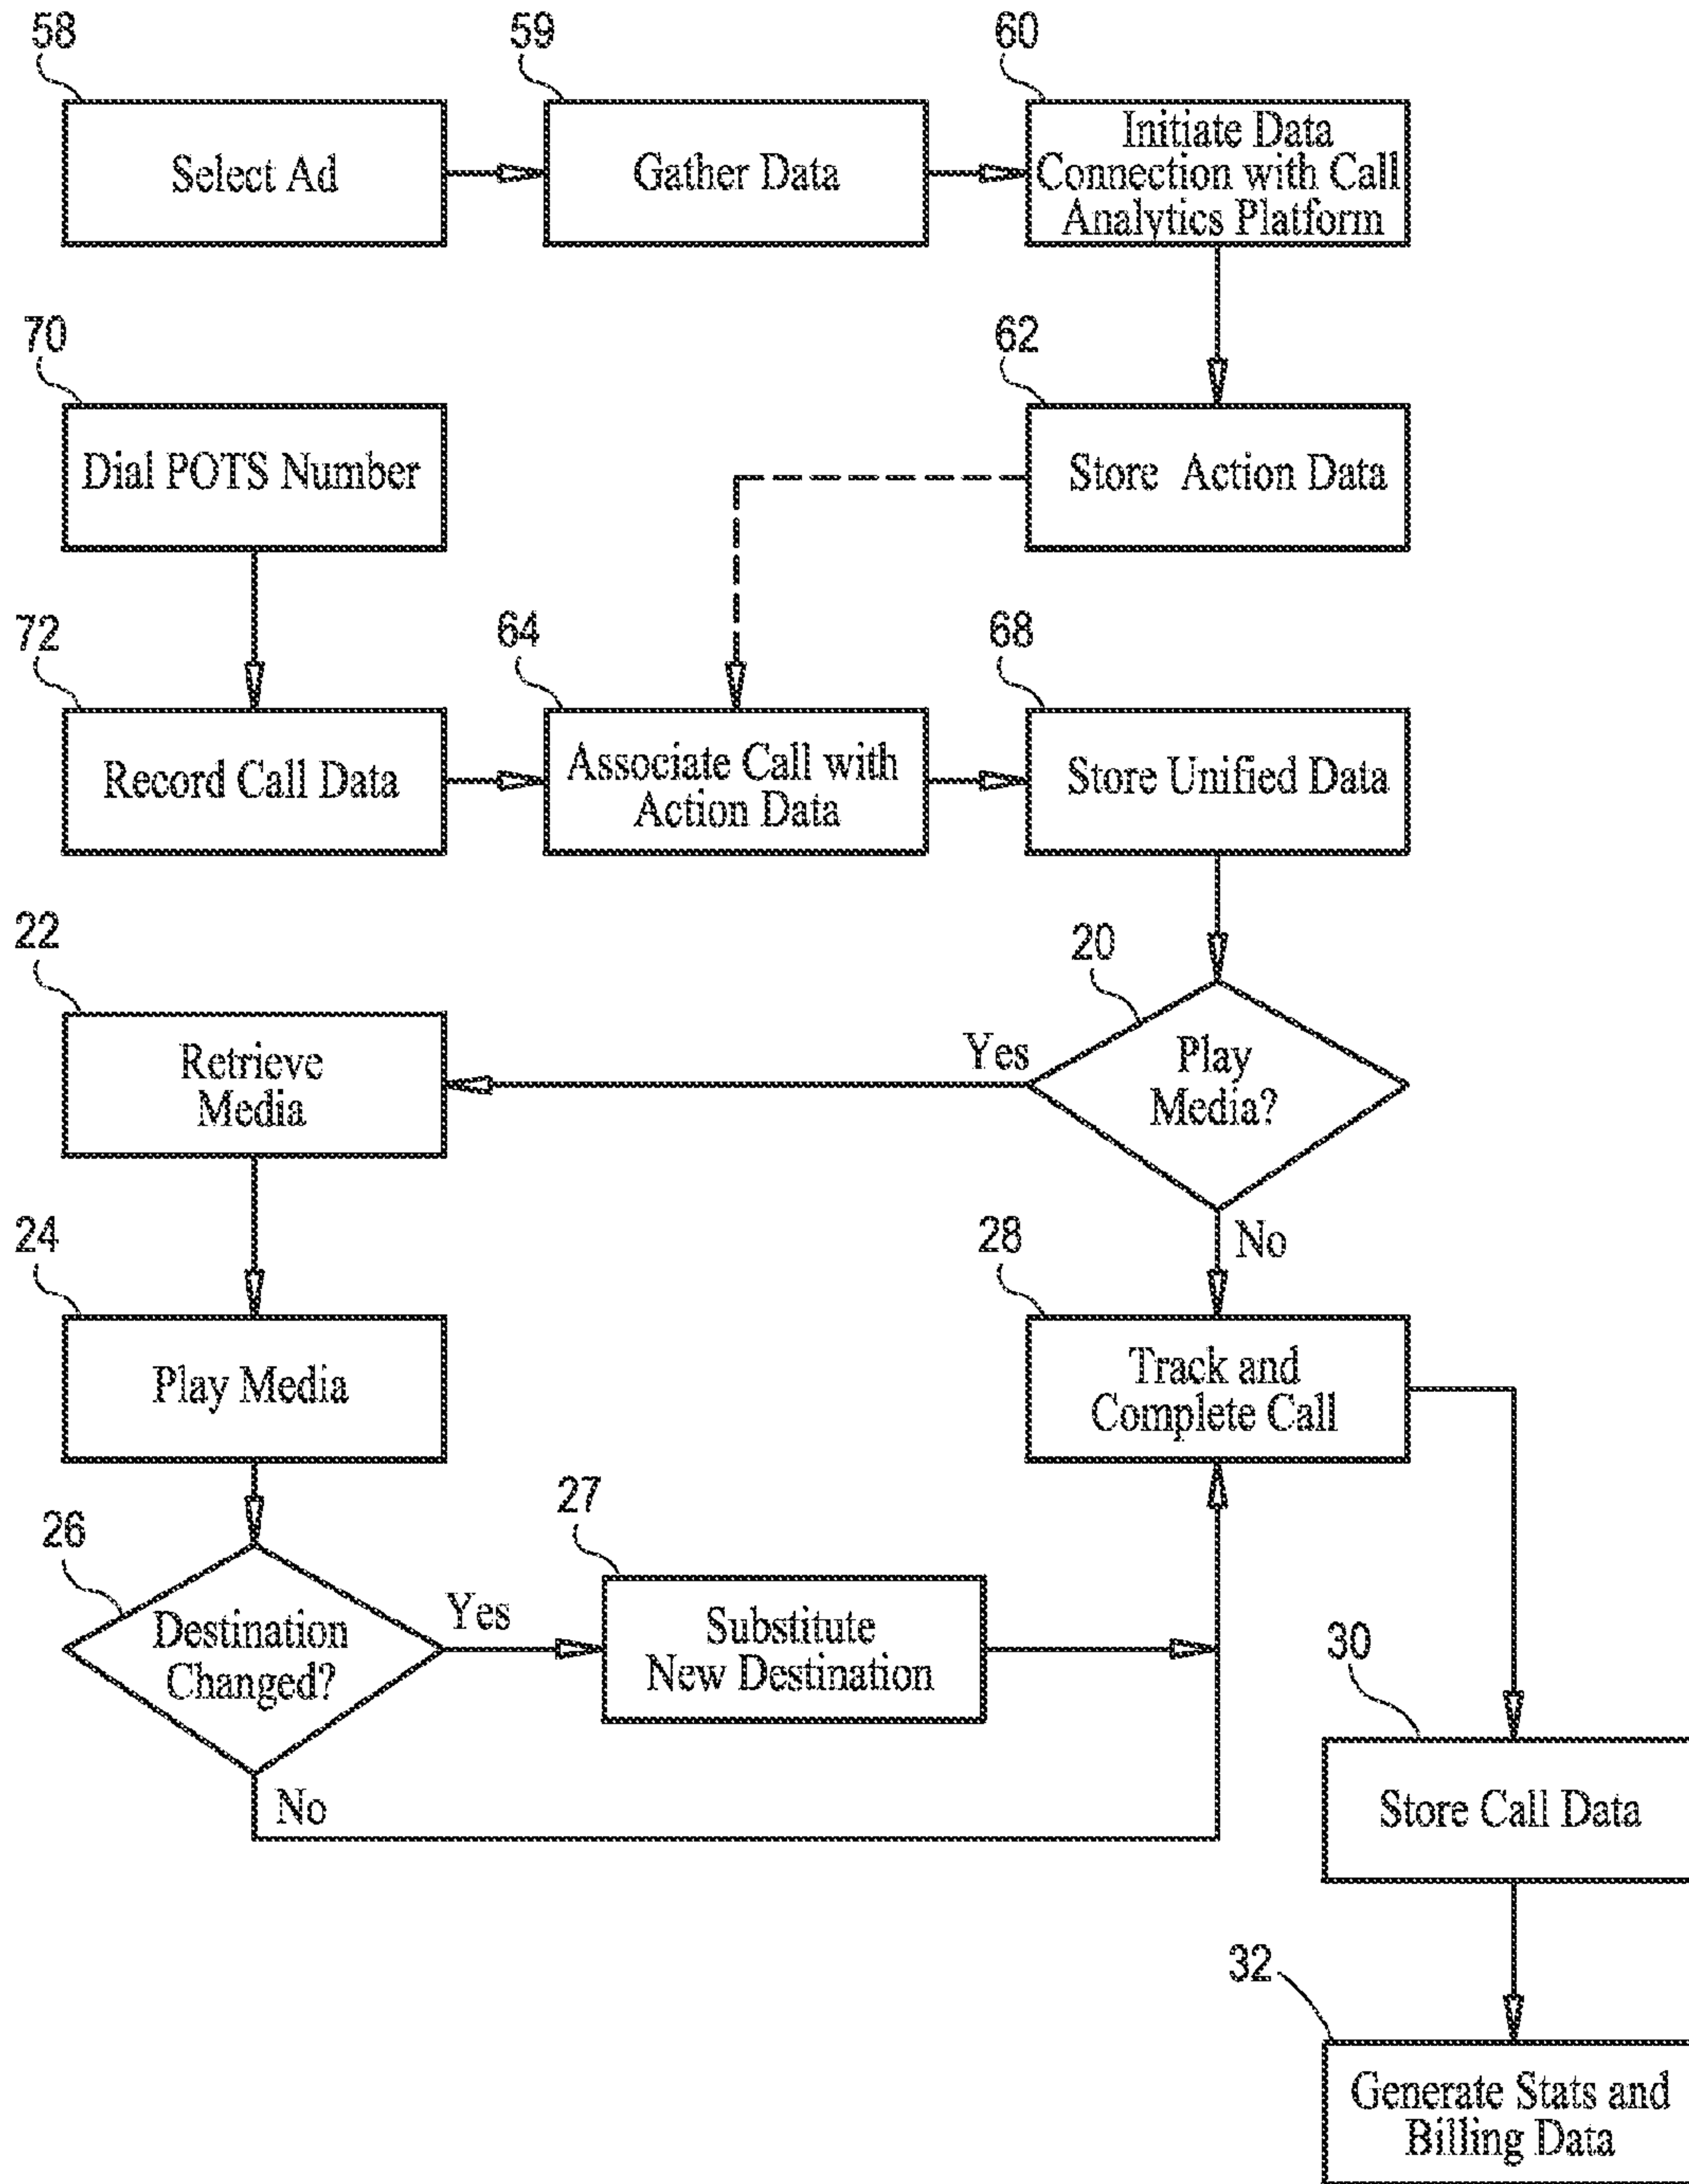 58
59
60
Select Ad
Gather Data
Initiate Data
Connection with Call
Analytics Platform
70
62
Dial POTS Number
Store Action Data
72
64
68
Record Call Data
Associate Call with
Action Data
Store Unified Data
22
20
Retrieve
Media
Yes
Play
Media?
No
24
28
Play Media
Track and
Complete Call
26
27
Destination
Changed?
Yes
Substitute
New Destination
No
30
Store Call Data
32
Generate Stats and
Billing Data